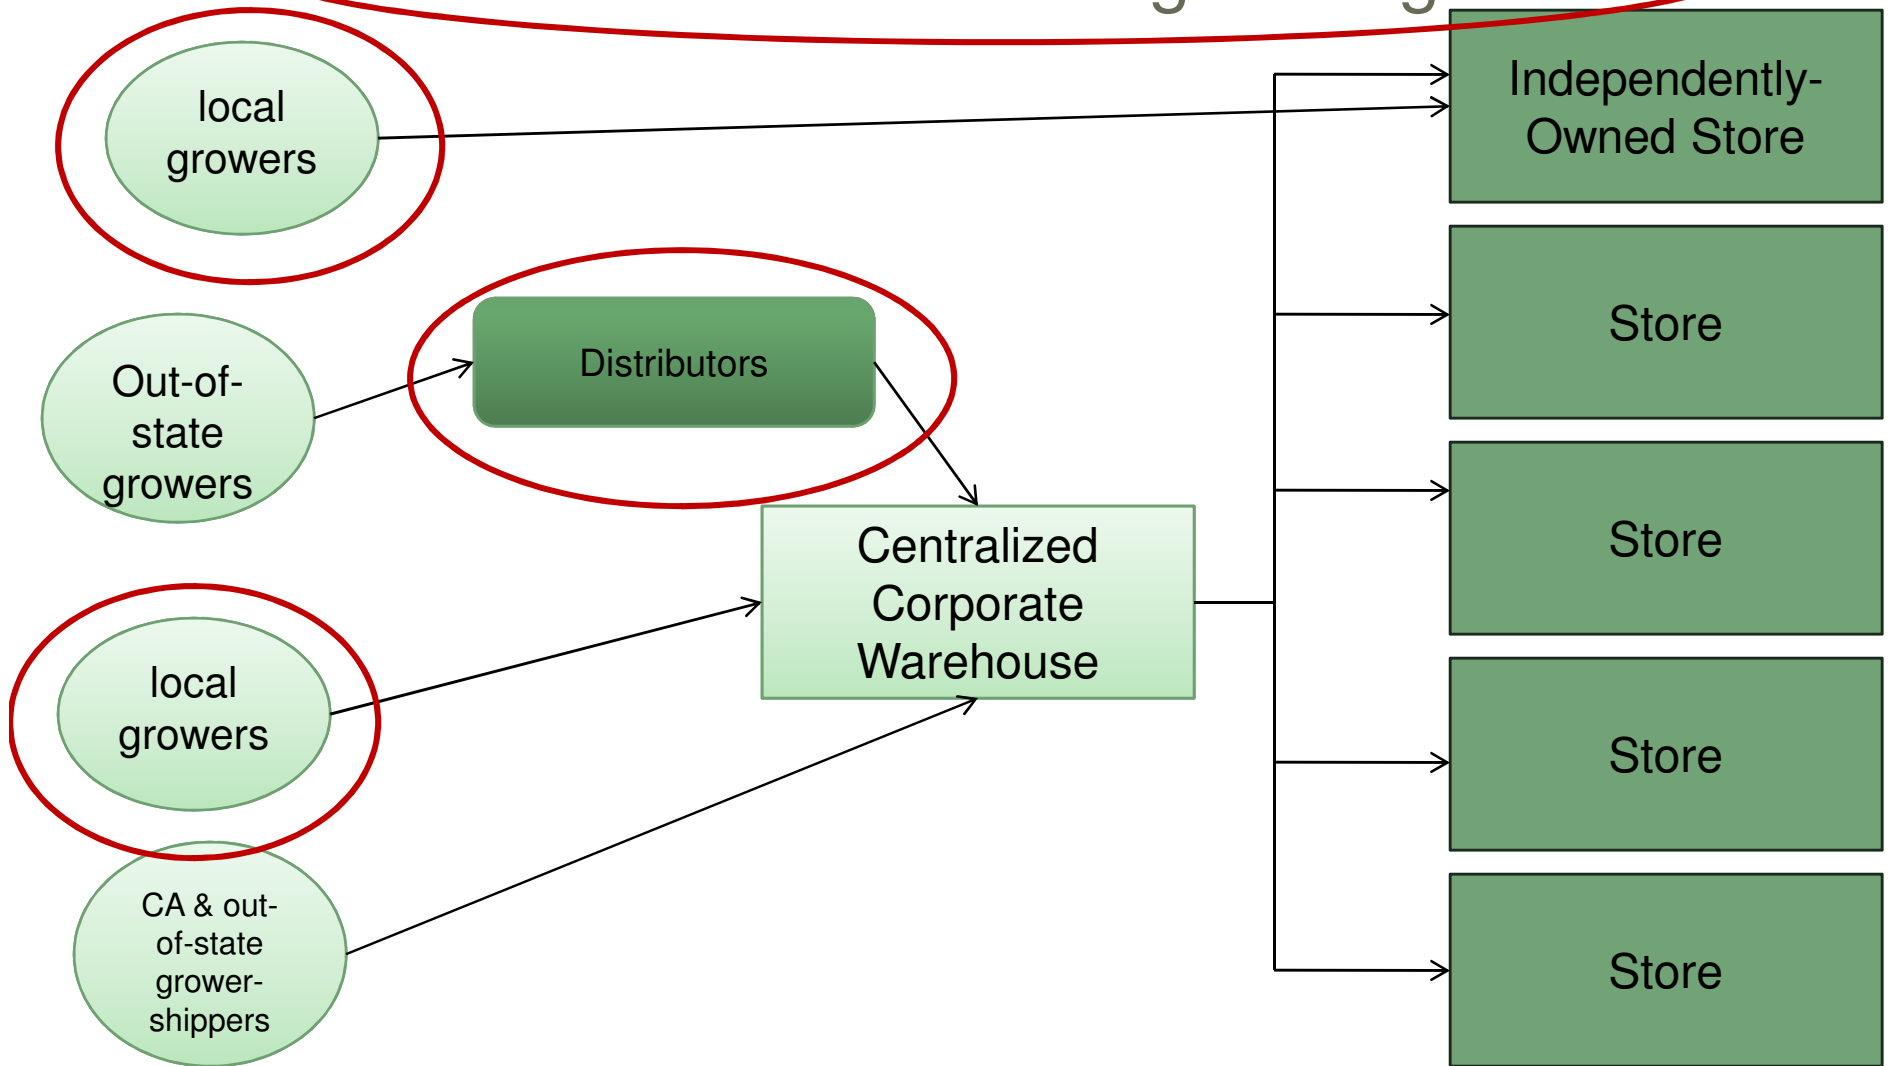 local
growers
Independently-
Owned Store
Out-of-
state
growers
Distributors
Store
Centralized
Corporate
Warehouse
Store
local
growers
Store
CA & out-
of-state
grower-
shippers
Store